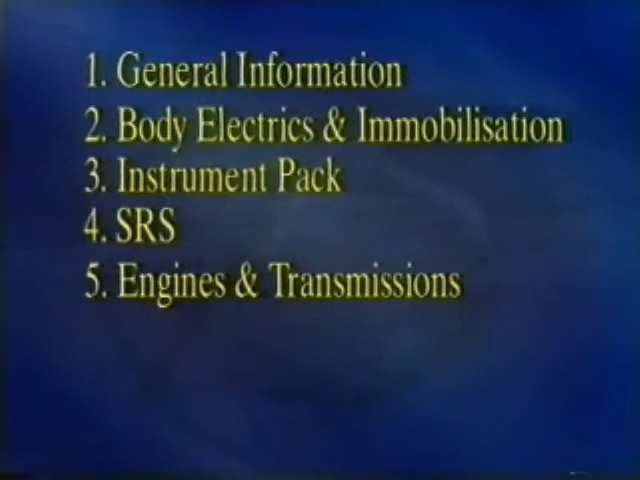 1. General Information
2. Body Electrics & Immobilisation
3. Instrument Pack
4. SRS
5. Engines & Transmissions